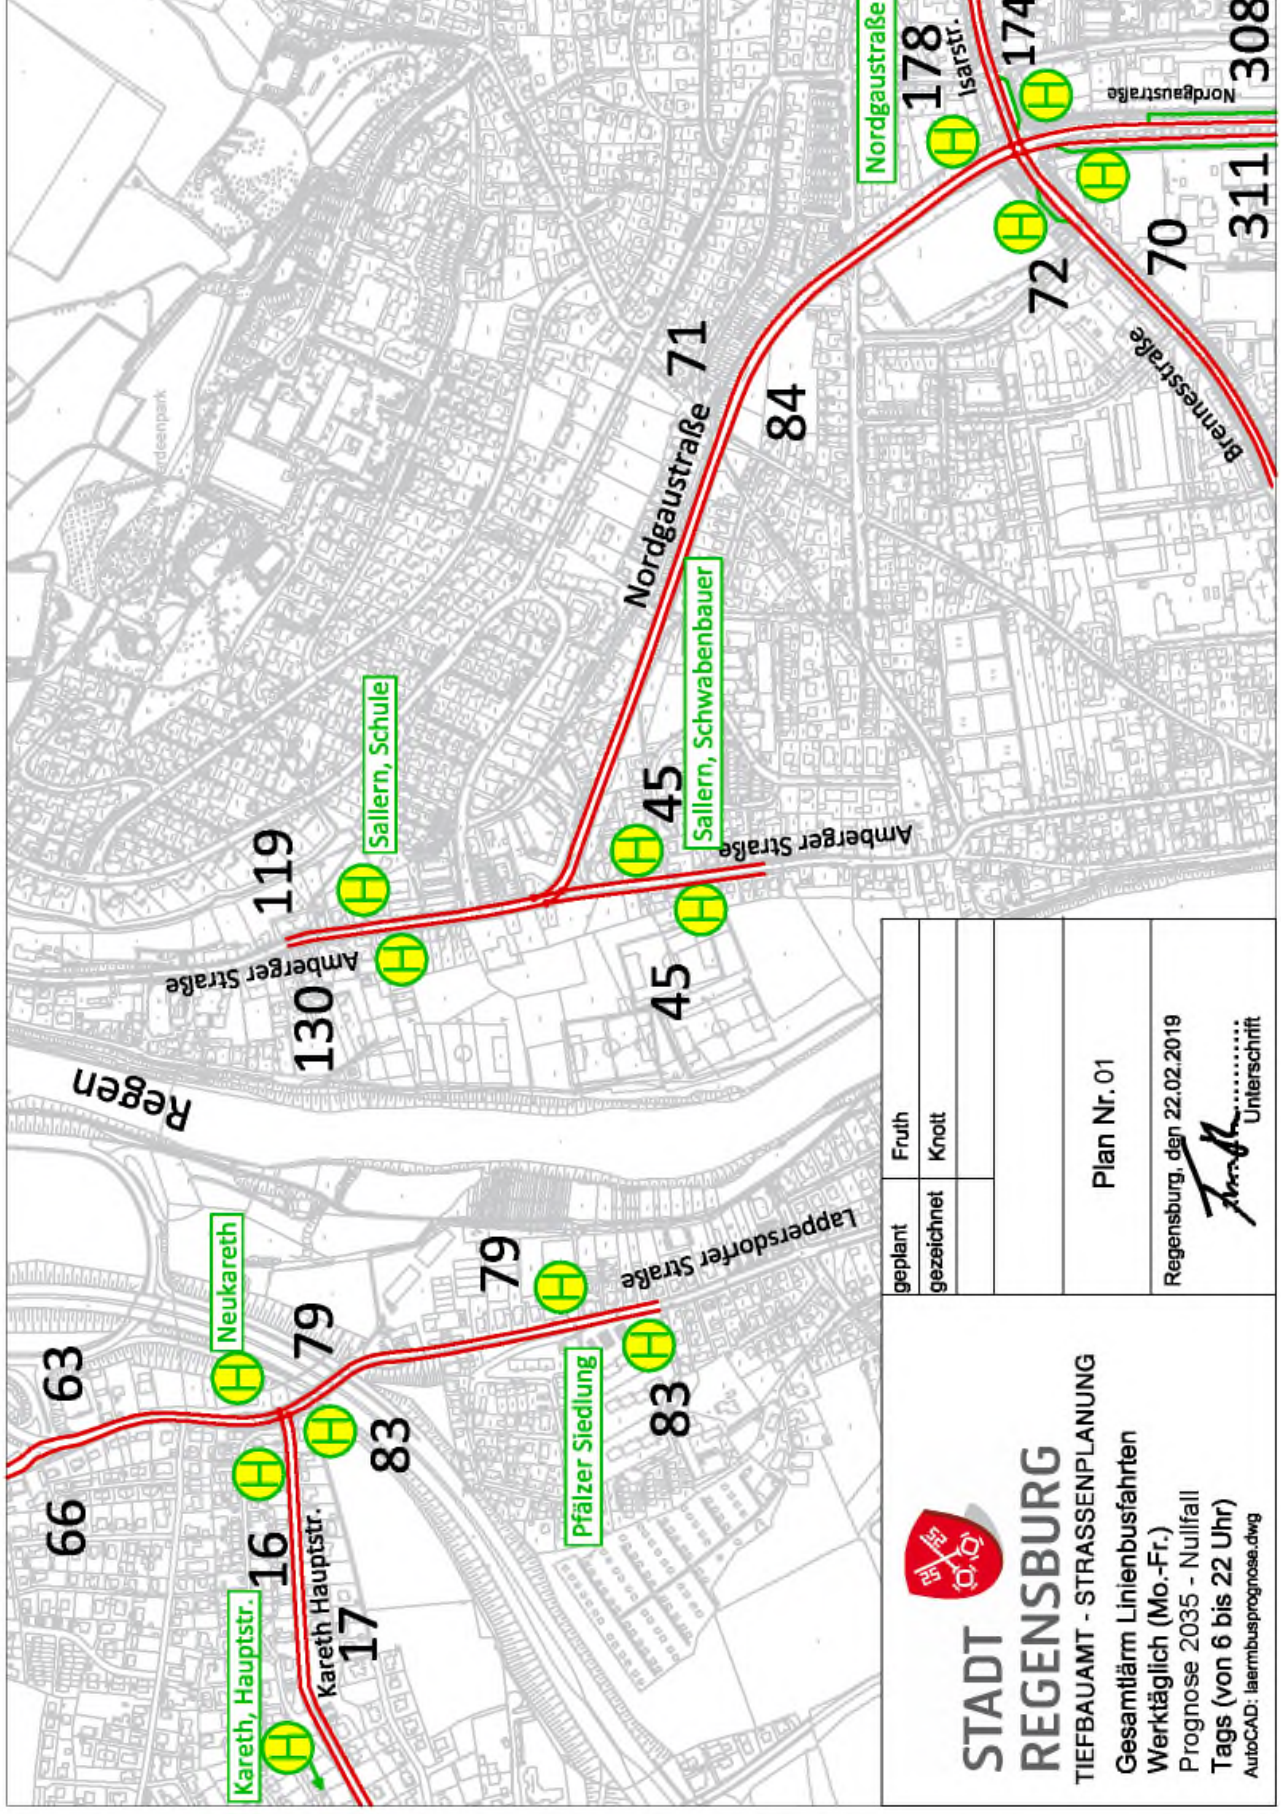 Regen
66
63
Neukareth
79
83
16
Kareth, Hauptstr.
Kareth Hauptstr.
17
79
Pfälzer Siedlung
83
Lappersdorfer Straße
119
Amberger Straße
130
Sallern, Schule
45
45
Sallern, Schwabenbauer
Amberger Straße
Nordgaustraße
71
84
Nordgaustraße
178
Isarstr.
174
Nordgaustraße
308
311
72
70
Brennesstraße
H
H
H
H
H
H
H
H
H
H
H
H
H
H
STADT
REGENSBURG
TIEFBAUAMT - STRASSENPLANUNG
Gesamtlärm Linienbusfahrten
Werktäglich (Mo.-Fr.)
Prognose 2035 - Nullfall
Tags (von 6 bis 22 Uhr)
AutoCAD: laermbusprognose.dwg
geplant Fruth
gezeichnet Knott
Plan Nr. 01
Regensburg, den 22.02.2019
Unterschrift